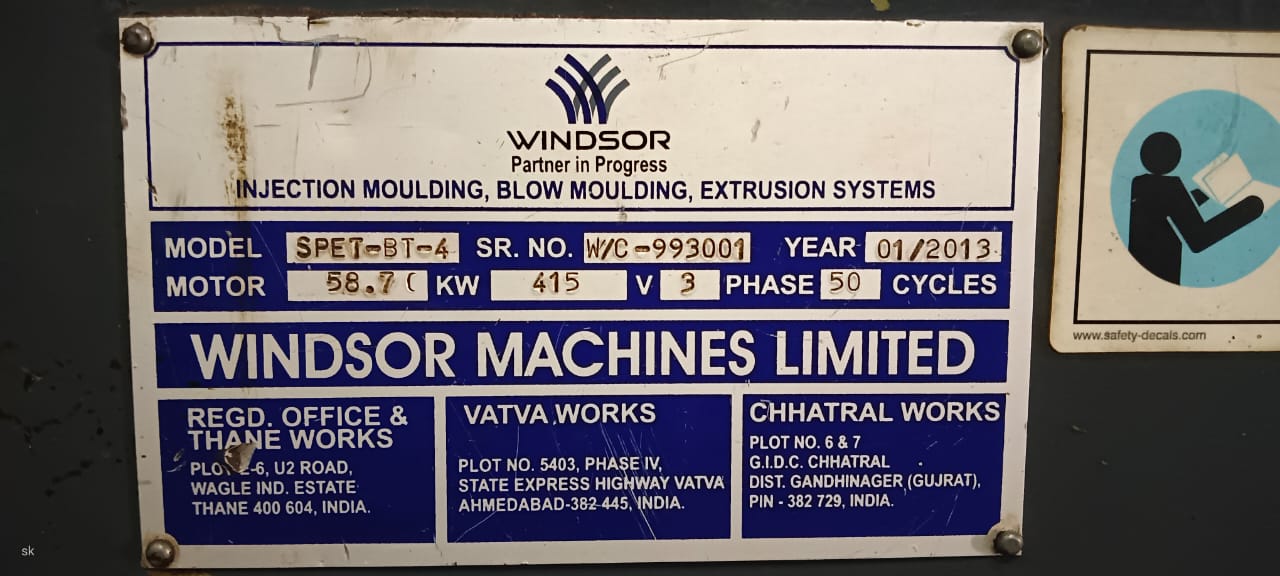 WINDSOR
Partner in Progress
INJECTION MOULDING, BLOW MOULDING, EXTRUSION SYSTEMS
MODEL SPET-BT-4 SR. NO. W/C-993001 YEAR 01/2013
MOTOR 58.7 KW 415 V 3 PHASE 50 CYCLES
WINDSOR MACHINES LIMITED
REGD. OFFICE &
THANE WORKS
E-6, U2 ROAD,
WAGLE IND. ESTATE
THANE 400 604, INDIA.
VATVA WORKS
PLOT NO. 5403, PHASE IV,
STATE EXPRESS HIGHWAY VATVA
AHMEDABAD-382 445, INDIA.
CHHATRAL WORKS
PLOT NO. 6 & 7
G.I.D.C. CHHATRAL
DIST. GANDHINAGER (GUJRAT),
PIN - 382 729, INDIA.
www.safety-decals.com
sk